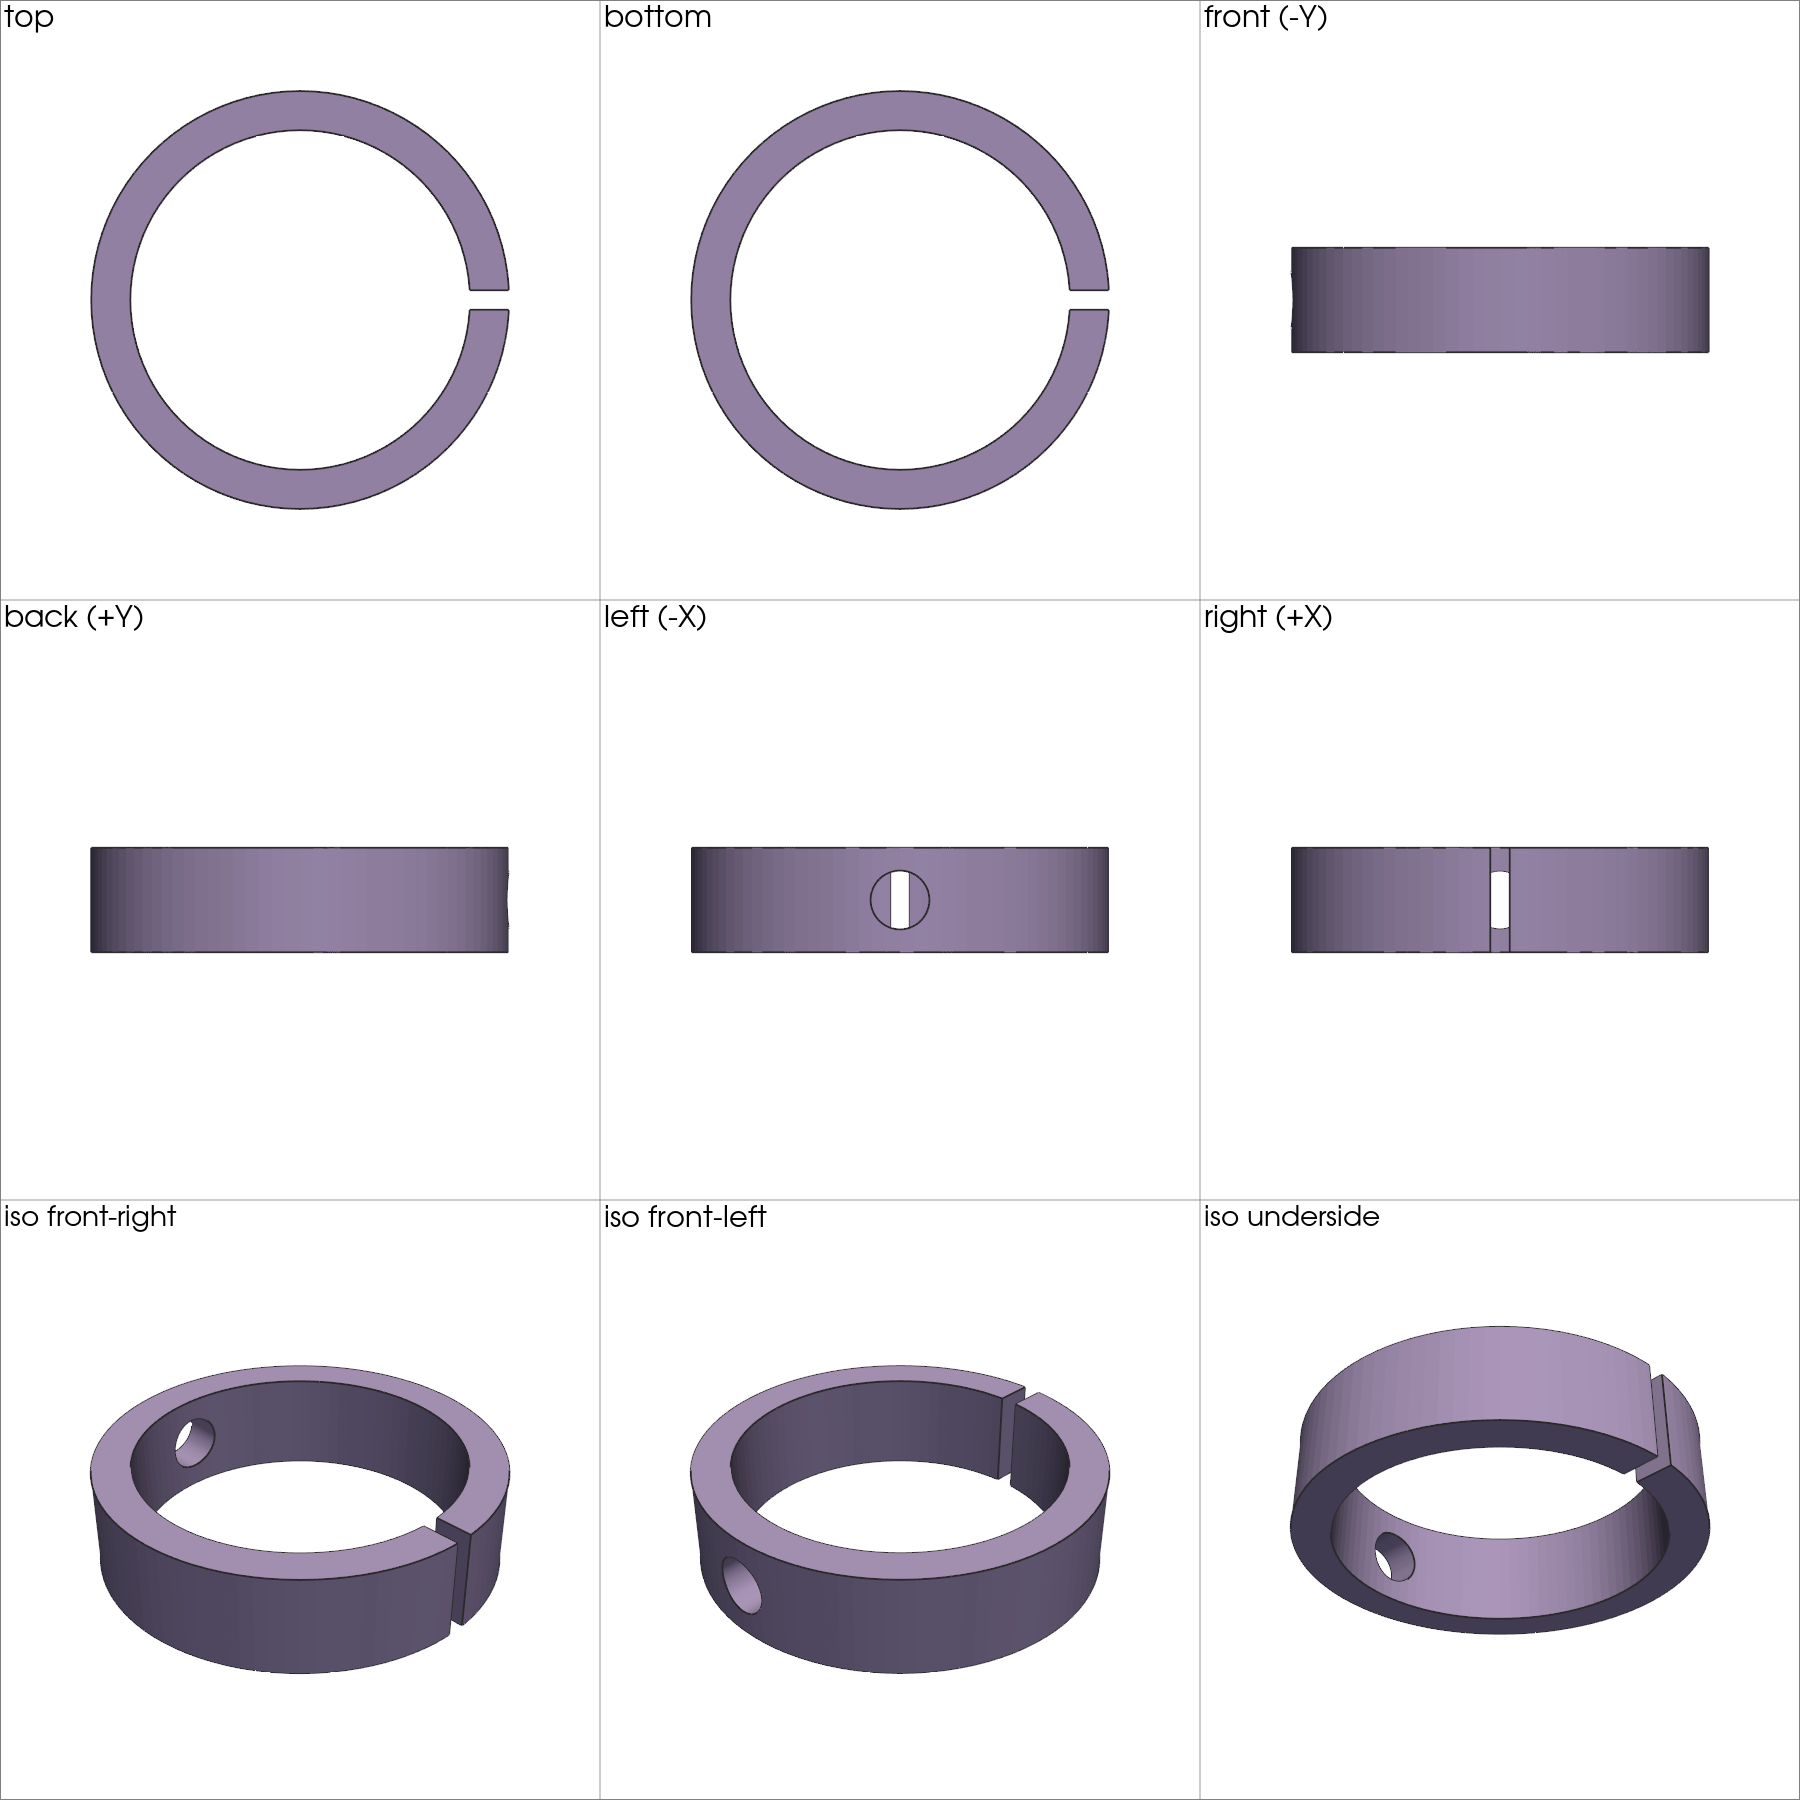 top
bottom
front (-Y)
back (+Y)
left (-X)
right (+X)
iso front-right
iso front-left
iso underside